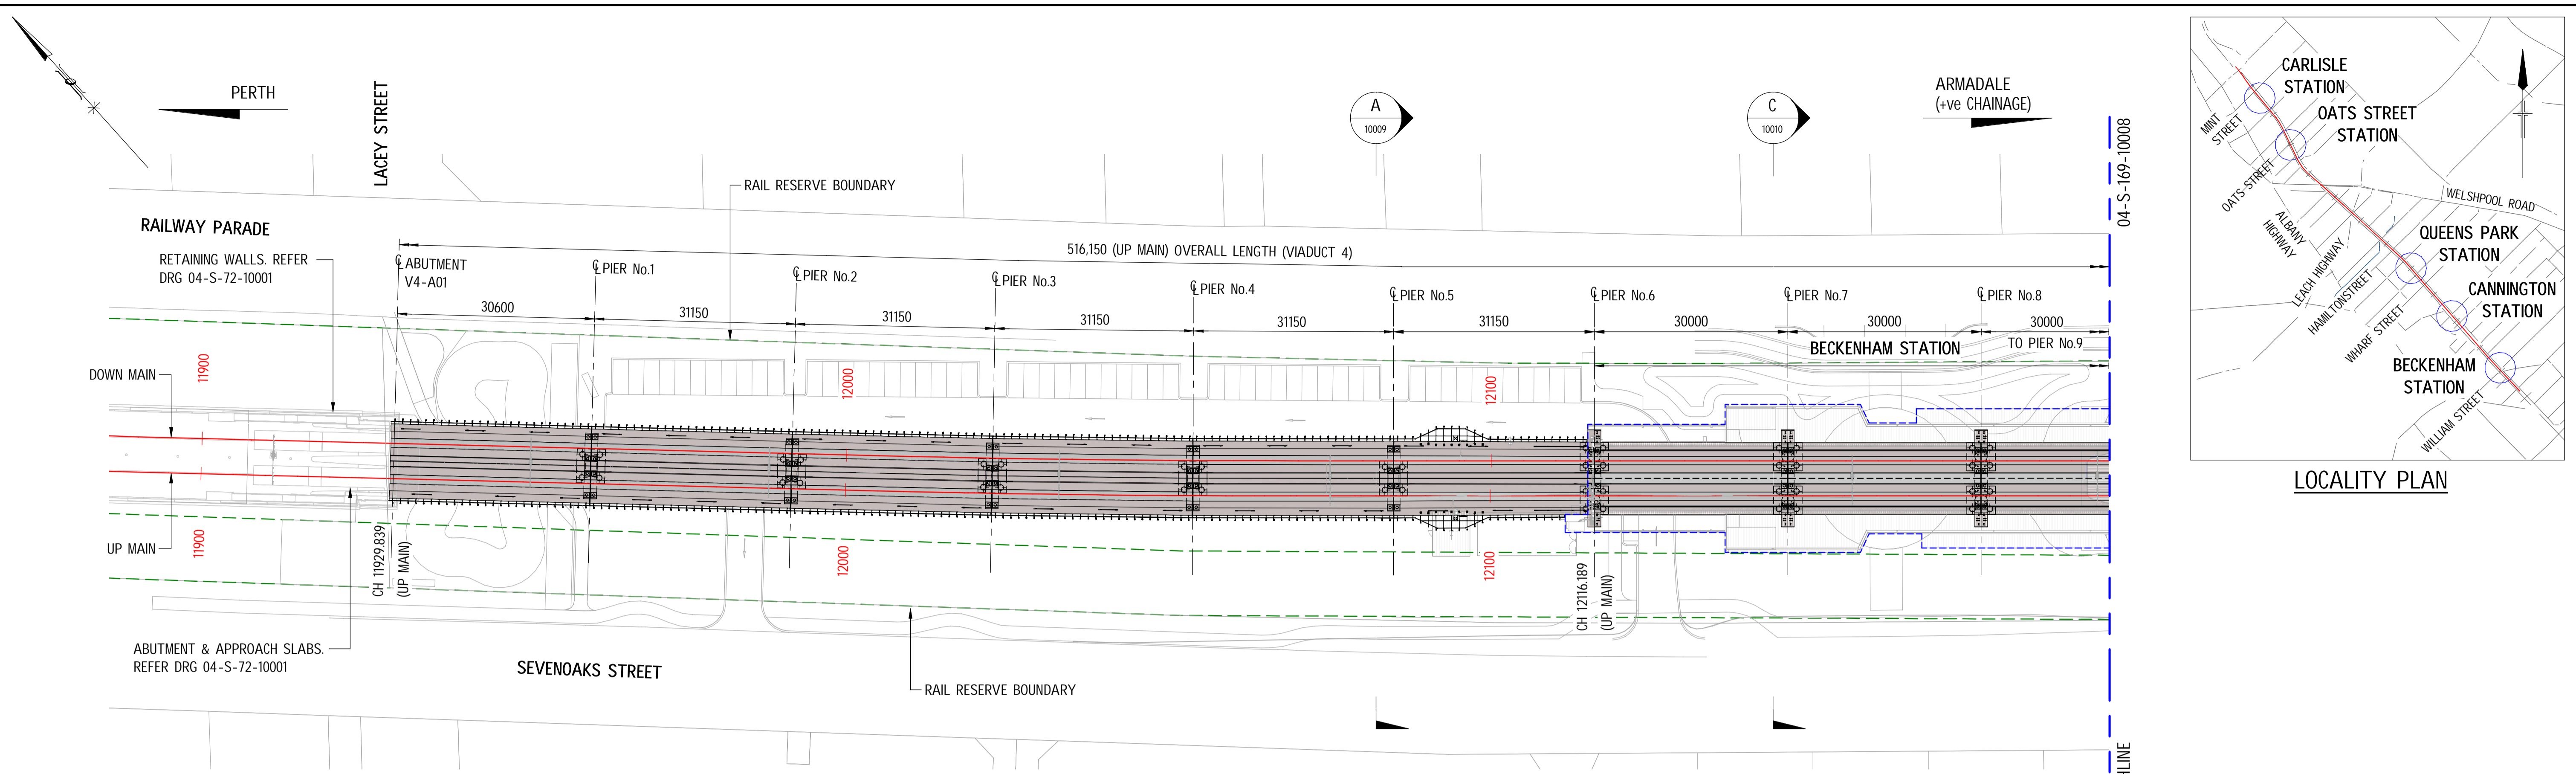 PERTH
LACEY STREET
A
10009
C
10010
ARMADALE
(+ve CHAINAGE)
04-S-169-10008
RAIL RESERVE BOUNDARY
RAILWAY PARADE
RETAINING WALLS. REFER
DRG 04-S-72-10001
516,150 (UP MAIN) OVERALL LENGTH (VIADUCT 4)
℄ ABUTMENT
V4-A01
℄ PIER No.1
℄ PIER No.2
℄ PIER No.3
℄ PIER No.4
℄ PIER No.5
℄ PIER No.6
℄ PIER No.7
℄ PIER No.8
30600
31150
31150
31150
31150
31150
30000
30000
30000
BECKENHAM STATION
TO PIER No.9
DOWN MAIN
11900
12000
12100
UP MAIN
11900
CH 11929.839
(UP MAIN)
12000
12100
CH 12116.189
(UP MAIN)
ABUTMENT & APPROACH SLABS.
REFER DRG 04-S-72-10001
SEVENOAKS STREET
RAIL RESERVE BOUNDARY
CARLISLE
STATION
MINT
STREET
OATS STREET
STATION
OATS STREET
WELSHPOOL ROAD
ALBANY
HIGHWAY
QUEENS PARK
STATION
LEACH HIGHWAY
HAMILTON STREET
CANNINGTON
STATION
WHARF STREET
BECKENHAM
STATION
WILLIAM STREET
LOCALITY PLAN